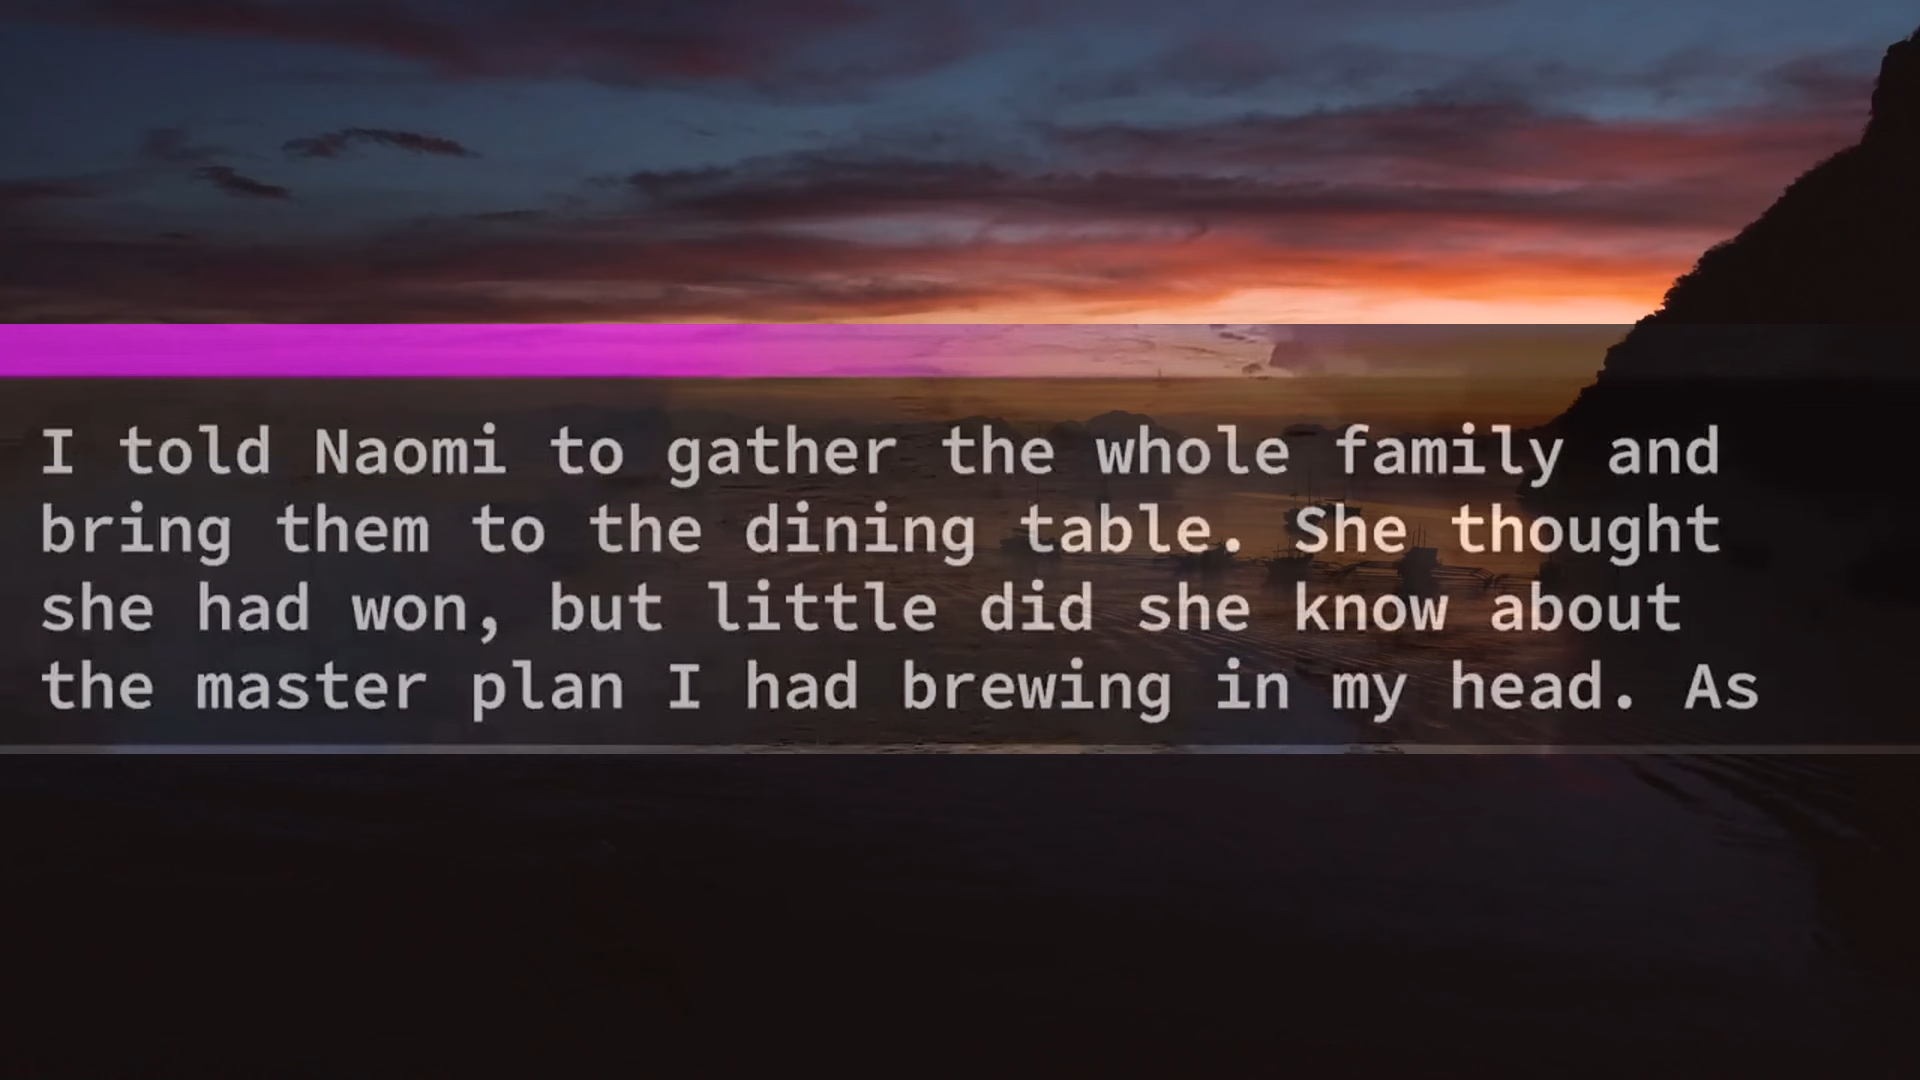 I told Naomi to gather the whole family and
bring them to the dining table. She thought
she had won, but little did she know about
the master plan I had brewing in my head. As